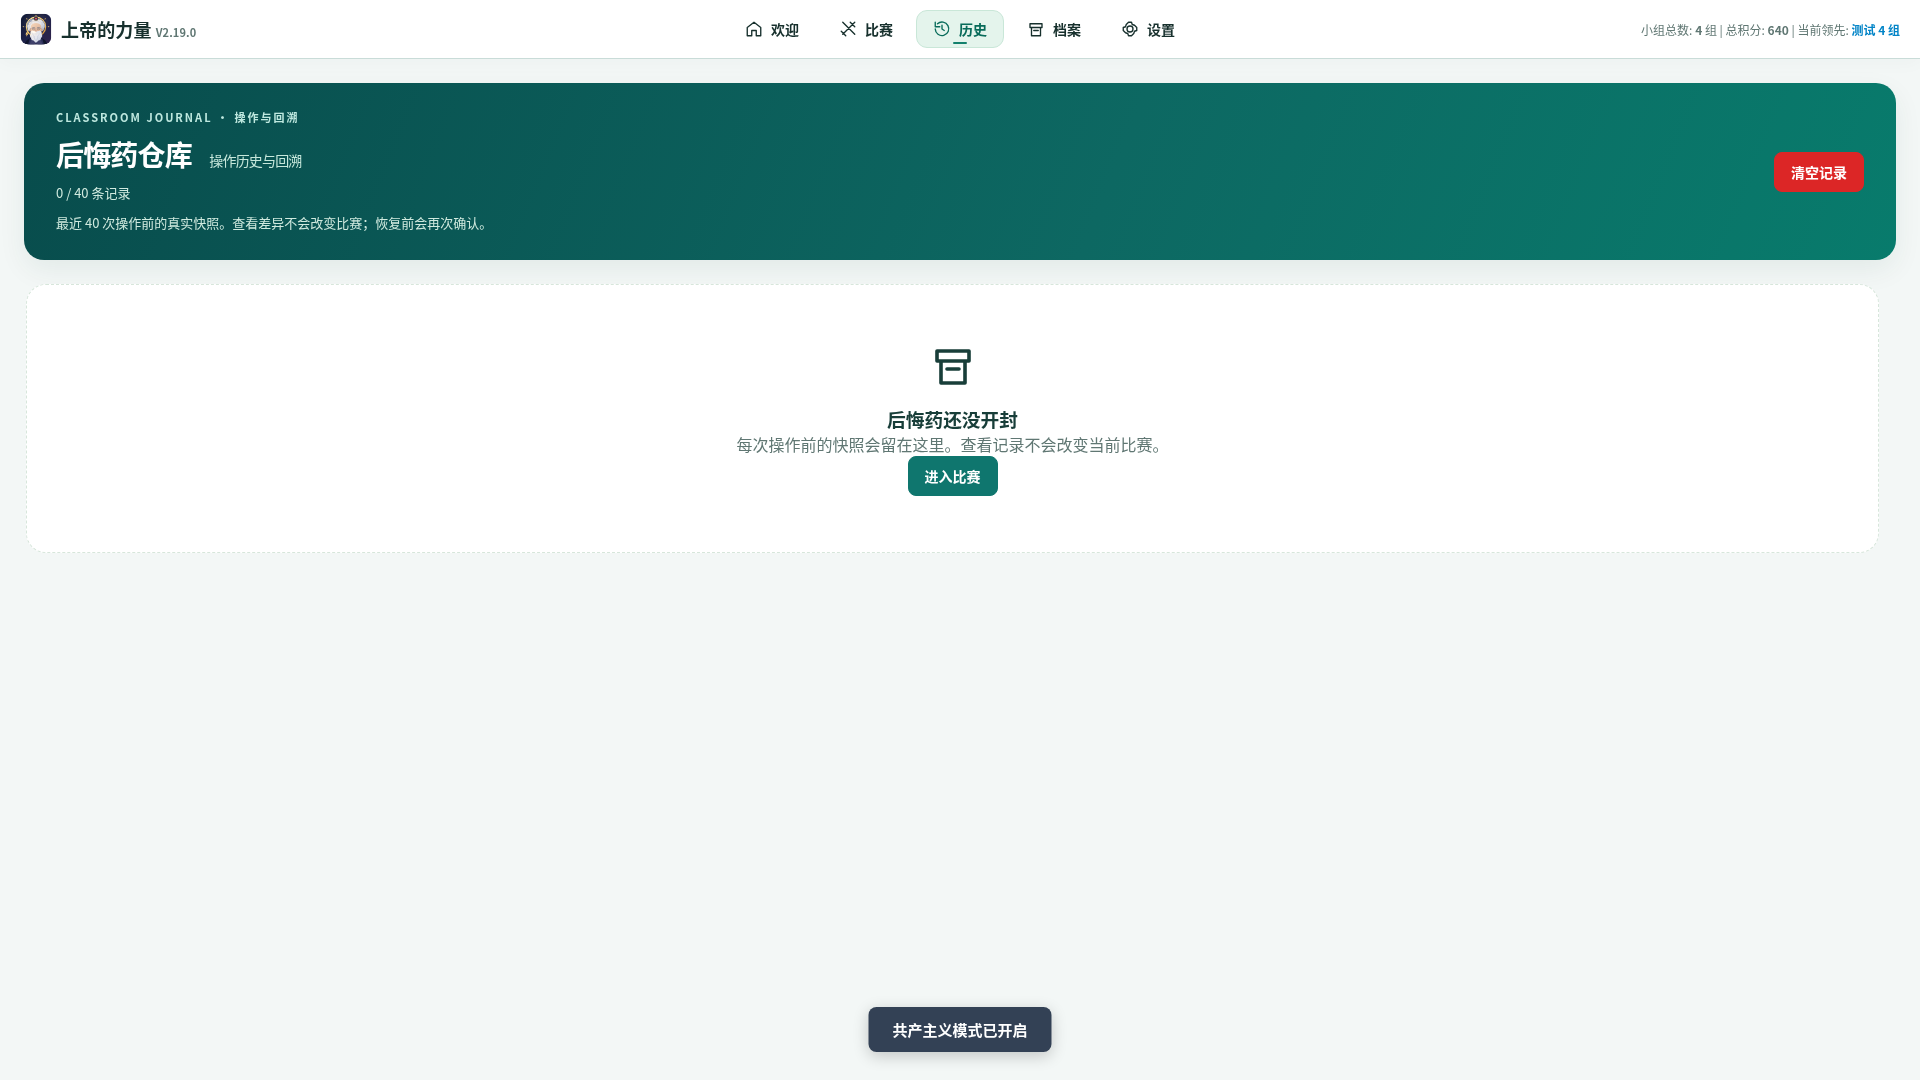 上帝的力量 V2.19.0
欢迎
比赛
历史
档案
设置
小组总数: 4 组 | 总积分: 640 | 当前领先: 测试 4 组
CLASSROOM JOURNAL · 操作与回溯
后悔药仓库 操作历史与回溯
0 / 40 条记录
最近 40 次操作前的真实快照。查看差异不会改变比赛；恢复前会再次确认。
清空记录
后悔药还没开封
每次操作前的快照会留在这里。查看记录不会改变当前比赛。
进入比赛
共产主义模式已开启